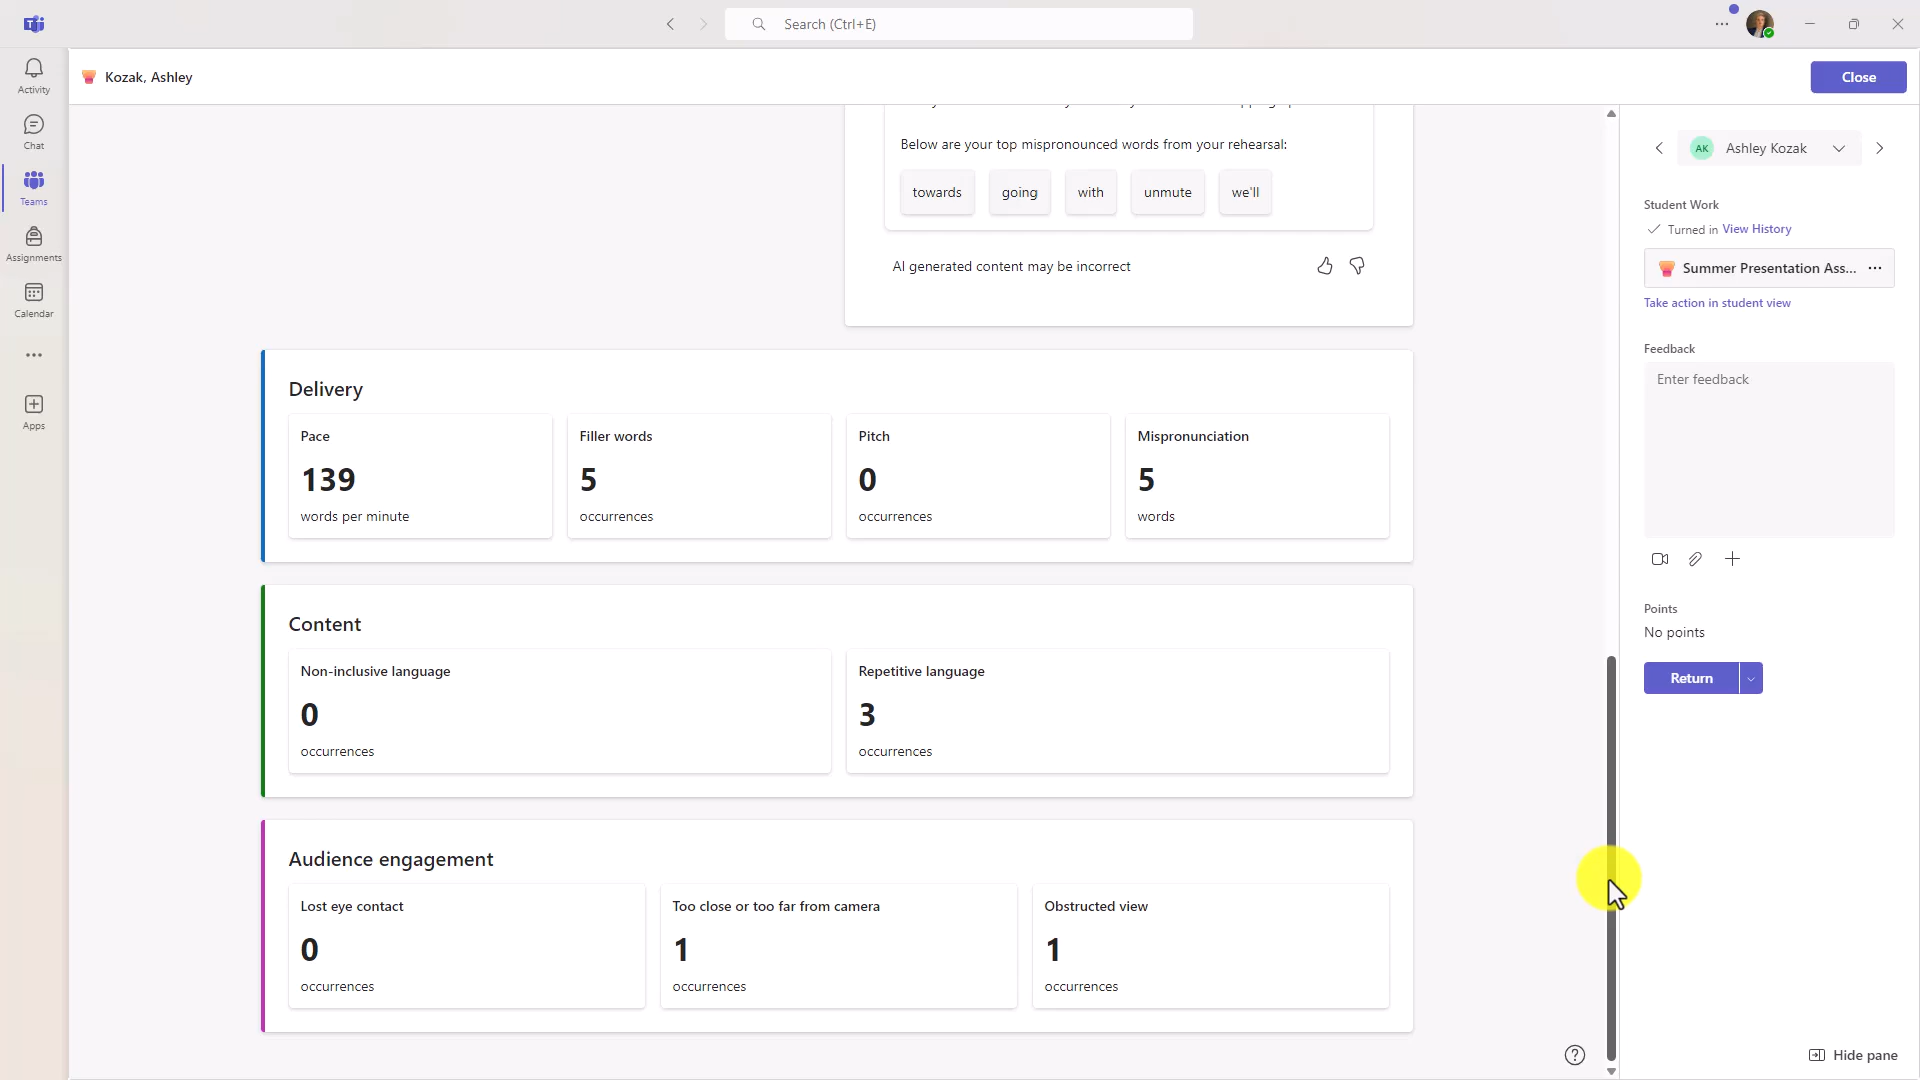 Search (Ctrl+E)
Activity
Chat
Teams
Assignments
Calendar
Apps
Kozak, Ashley
Close
Below are your top mispronounced words from your rehearsal:
towards going with unmute we'll
AI generated content may be incorrect
Delivery
Pace
139
words per minute
Filler words
5
occurrences
Pitch
0
occurrences
Mispronunciation
5
words
Content
Non-inclusive language
0
occurrences
Repetitive language
3
occurrences
Audience engagement
Lost eye contact
0
occurrences
Too close or too far from camera
1
occurrences
Obstructed view
1
occurrences
AK Ashley Kozak
Student Work
Turned in View History
Summer Presentation Ass...
Take action in student view
Feedback
Enter feedback
Points
No points
Return
Hide pane